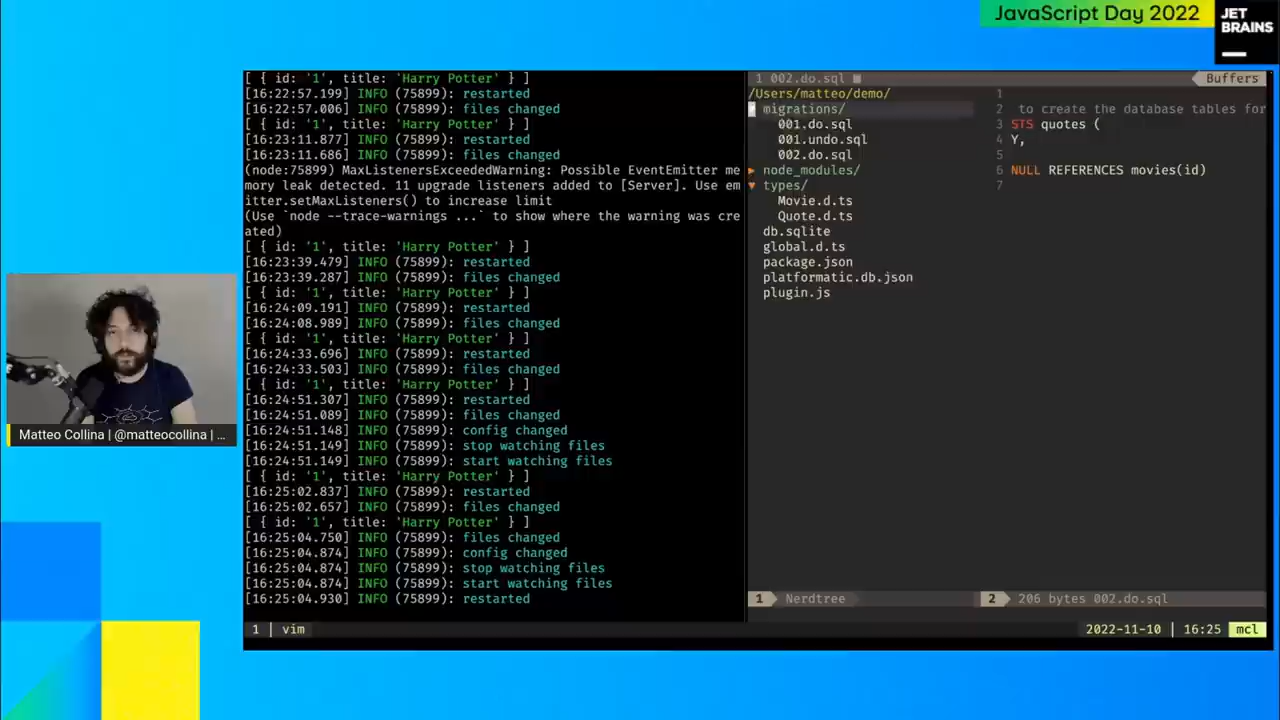 JavaScript Day 2022
JET
BRAINS
[ { id: '1', title: 'Harry Potter' } ]
[16:22:57.199] INFO (75899): restarted
[16:22:57.006] INFO (75899): files changed
[ { id: '1', title: 'Harry Potter' } ]
[16:23:11.877] INFO (75899): restarted
[16:23:11.686] INFO (75899): files changed
(node:75899) MaxListenersExceededWarning: Possible EventEmitter me
mory leak detected. 11 upgrade listeners added to [Server]. Use em
itter.setMaxListeners() to increase limit
(Use `node --trace-warnings ...` to show where the warning was cre
ated)
[ { id: '1', title: 'Harry Potter' } ]
[16:23:39.479] INFO (75899): restarted
[16:23:39.287] INFO (75899): files changed
[ { id: '1', title: 'Harry Potter' } ]
[16:24:09.191] INFO (75899): restarted
[16:24:08.989] INFO (75899): files changed
[ { id: '1', title: 'Harry Potter' } ]
[16:24:33.696] INFO (75899): restarted
[16:24:33.503] INFO (75899): files changed
[ { id: '1', title: 'Harry Potter' } ]
[16:24:51.307] INFO (75899): restarted
[16:24:51.089] INFO (75899): files changed
[16:24:51.148] INFO (75899): config changed
[16:24:51.149] INFO (75899): stop watching files
[16:24:51.149] INFO (75899): start watching files
[ { id: '1', title: 'Harry Potter' } ]
[16:25:02.837] INFO (75899): restarted
[16:25:02.657] INFO (75899): files changed
[ { id: '1', title: 'Harry Potter' } ]
[16:25:04.750] INFO (75899): files changed
[16:25:04.874] INFO (75899): config changed
[16:25:04.874] INFO (75899): stop watching files
[16:25:04.874] INFO (75899): start watching files
[16:25:04.930] INFO (75899): restarted
1 002.do.sql Buffers
/Users/matteo/demo/
migrations/
001.do.sql
001.undo.sql
002.do.sql
node_modules/
types/
Movie.d.ts
Quote.d.ts
db.sqlite
global.d.ts
package.json
platformatic.db.json
plugin.js
1
2 to create the database tables for
3 STS quotes (
4 Y,
5
6 NULL REFERENCES movies(id)
7
1 Nerdtree
2 206 bytes 002.do.sql
1 | vim
2022-11-10 | 16:25 mcl
Matteo Collina | @matteocollina | ...